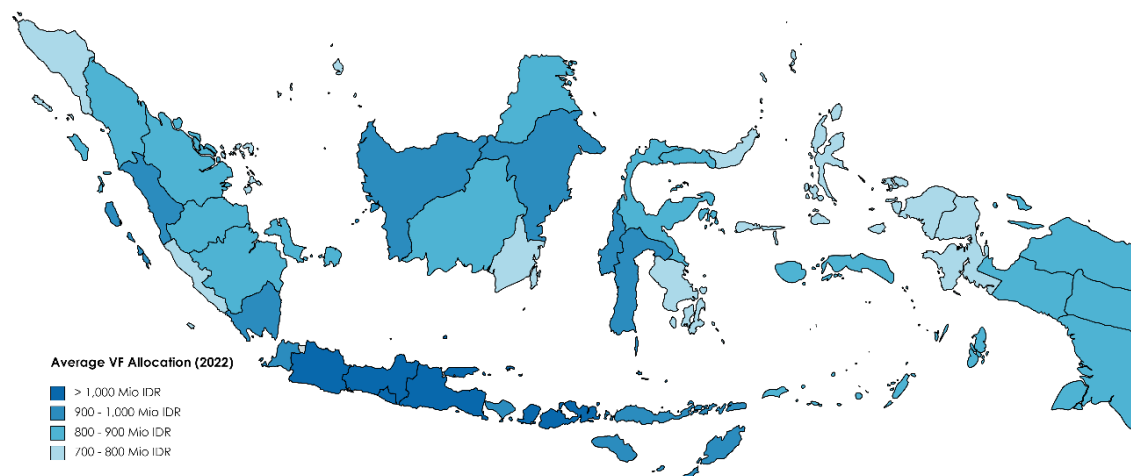 Average VF Allocation (2022)
> 1,000 Mio IDR
900 - 1,000 Mio IDR
800 - 900 Mio IDR
700 - 800 Mio IDR